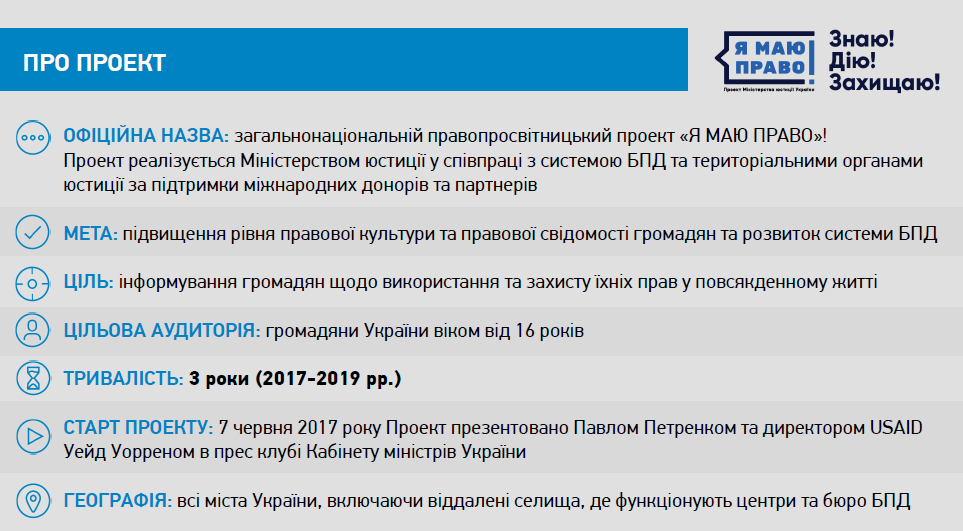 ПРО ПРОЕКТ
Я МАЮ
ПРАВО!
Проект Міністерства юстиції України
Знаю!
Дію!
Захищаю!
ОФІЦІЙНА НАЗВА: загальнонаціональній правопросвітницький проект «Я МАЮ ПРАВО»!
Проект реалізується Міністерством юстиції у співпраці з системою БПД та територіальними органами
юстиції за підтримки міжнародних донорів та партнерів
МЕТА: підвищення рівня правової культури та правової свідомості громадян та розвиток системи БПД
ЦІЛЬ: інформування громадян щодо використання та захисту їхніх прав у повсякденному житті
ЦІЛЬОВА АУДИТОРІЯ: громадяни України віком від 16 років
ТРИВАЛІСТЬ: 3 роки (2017-2019 рр.)
СТАРТ ПРОЕКТУ: 7 червня 2017 року Проект презентовано Павлом Петренком та директором USAID
Уейд Уорреном в прес клубі Кабінету міністрів України
ГЕОГРАФІЯ: всі міста України, включаючи віддалені селища, де функціонують центри та бюро БПД